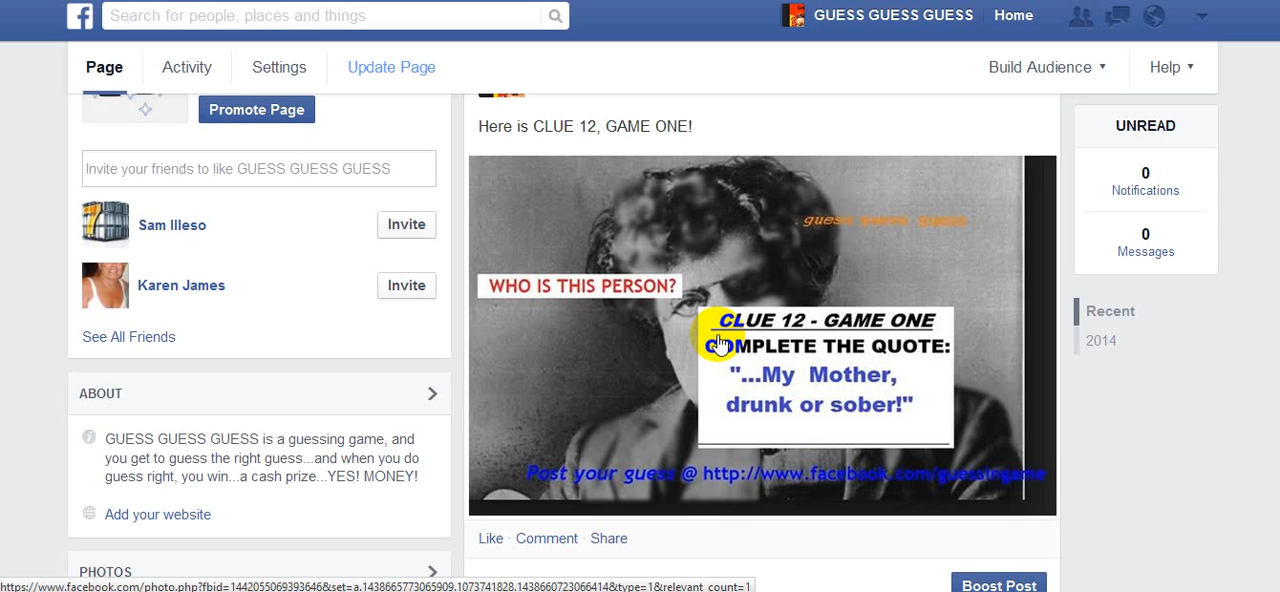 Search for people, places and things
GUESS GUESS GUESS Home
Page Activity Settings Update Page Build Audience Help
Promote Page
Invite your friends to like GUESS GUESS GUESS
Sam Illeso Invite
Karen James Invite
See All Friends
ABOUT
GUESS GUESS GUESS is a guessing game, and
you get to guess the right guess...and when you do
guess right, you win...a cash prize...YES! MONEY!
Add your website
PHOTOS
Here is CLUE 12, GAME ONE!
guess guess guess
WHO IS THIS PERSON?
CLUE 12 - GAME ONE
COMPLETE THE QUOTE:
"...My Mother,
drunk or sober!"
Post your guess @ http://www.facebook.com/guessingame
Like · Comment · Share
Boost Post
UNREAD
0
Notifications
0
Messages
Recent
2014
https://www.facebook.com/photo.php?fbid=1442055069393646&set=a.1438665773065909.1073741828.1438660723066414&type=1&relevant_count=1